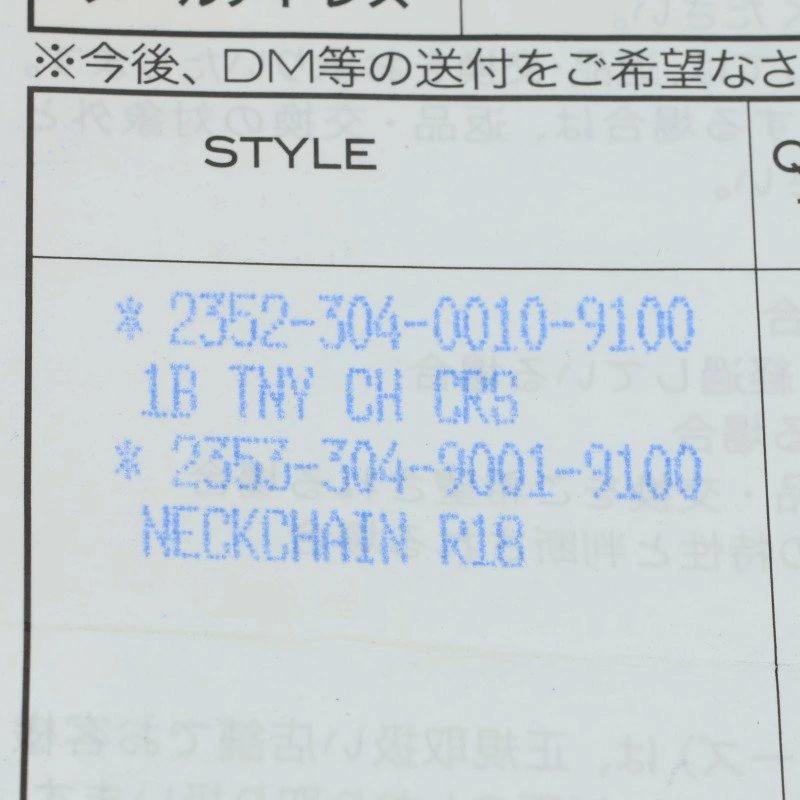 ※今後、DM等の送付をご希望なさ
STYLE
* 2352-304-0010-9100
1B TNY CH CRS
* 2353-304-9001-9100
NECKCHAIN R18